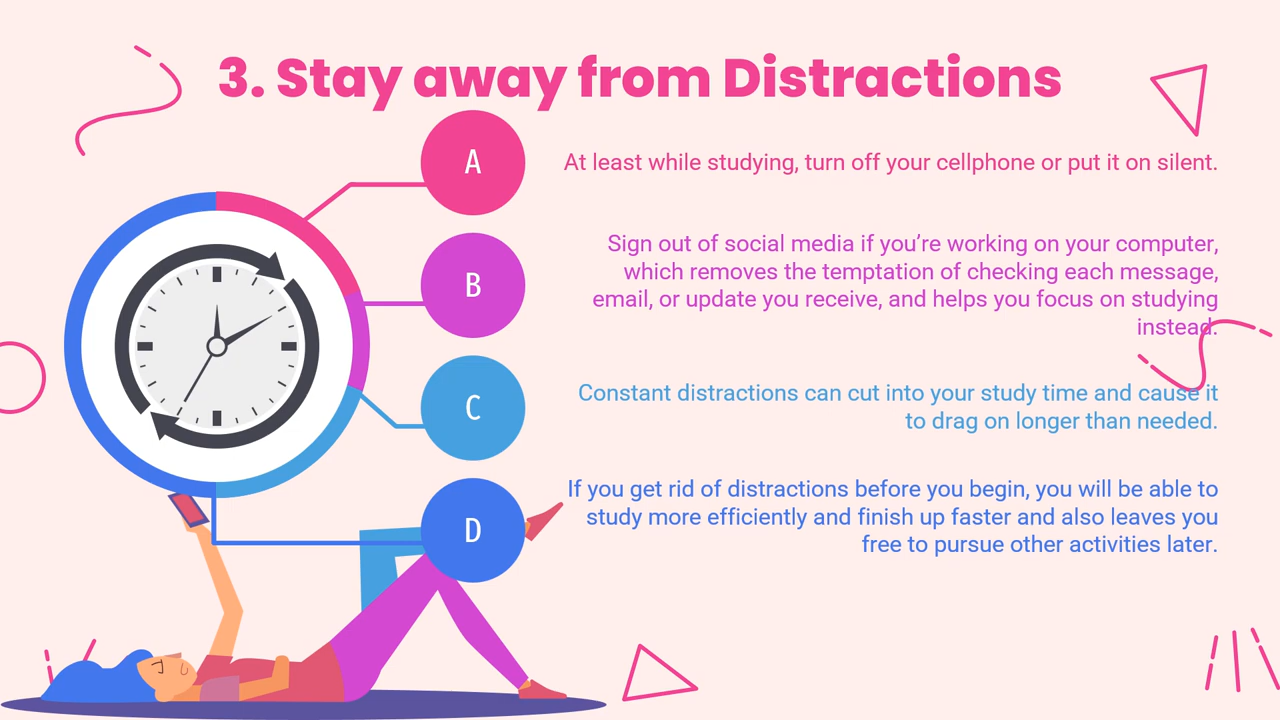 3. Stay away from Distractions
A
At least while studying, turn off your cellphone or put it on silent.
B
Sign out of social media if you’re working on your computer,
which removes the temptation of checking each message,
email, or update you receive, and helps you focus on studying
instead.
C
Constant distractions can cut into your study time and cause it
to drag on longer than needed.
D
If you get rid of distractions before you begin, you will be able to
study more efficiently and finish up faster and also leaves you
free to pursue other activities later.